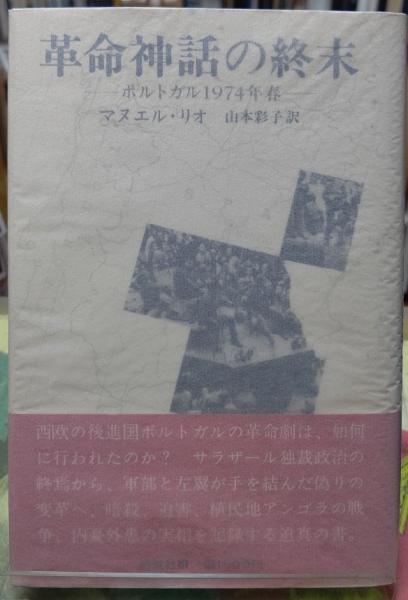 革命神話の終末
──ポルトガル1974年春──
マヌエル・リオ 山本彩子訳
西欧の後進国ポルトガルの革命劇は、如何
に行われたのか? サラザール独裁政治の
終焉から、軍部と左翼が手を結んだ偽りの
変革へ、暗殺、迫害、植民地アンゴラの戦
争、内憂外患の実相を記録する迫真の書。